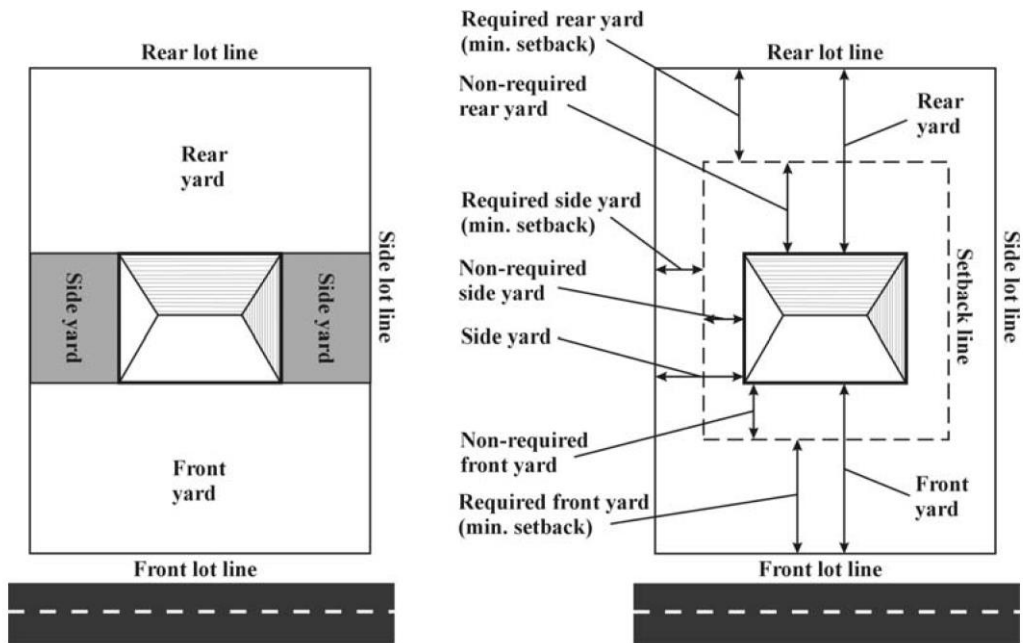 Rear lot line
Rear
yard
Side yard
Side yard
Side lot line
Front
yard
Front lot line
Required rear yard
(min. setback)
Rear lot line
Non-required
rear yard
Rear
yard
Required side yard
(min. setback)
Side lot line
Non-required
side yard
Setback line
Side yard
Non-required
front yard
Required front yard
(min. setback)
Front
yard
Front lot line